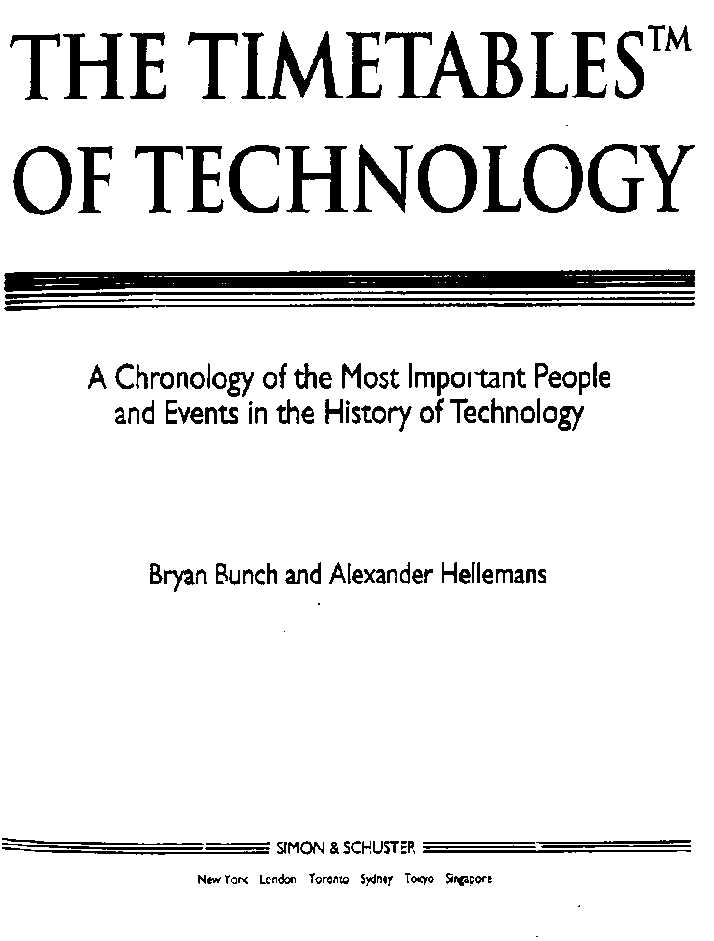 THE TIMETABLES™
OF TECHNOLOGY
A Chronology of the Most Important People
and Events in the History of Technology
Bryan Bunch and Alexander Hellemans
SIMON & SCHUSTER
New York London Toronto Sydney Tokyo Singapore